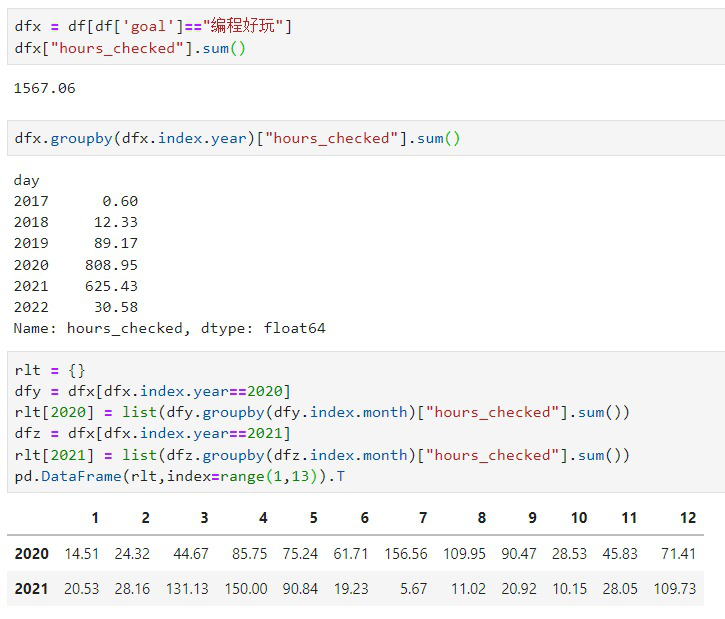 dfx = df[df['goal']=="编程好玩"]
dfx["hours_checked"].sum()
1567.06
dfx.groupby(dfx.index.year)["hours_checked"].sum()
day
2017 0.60
2018 12.33
2019 89.17
2020 808.95
2021 625.43
2022 30.58
Name: hours_checked, dtype: float64
rlt = {}
dfy = dfx[dfx.index.year==2020]
rlt[2020] = list(dfy.groupby(dfy.index.month)["hours_checked"].sum())
dfz = dfx[dfx.index.year==2021]
rlt[2021] = list(dfz.groupby(dfz.index.month)["hours_checked"].sum())
pd.DataFrame(rlt,index=range(1,13)).T
1 2 3 4 5 6 7 8 9 10 11 12
2020 14.51 24.32 44.67 85.75 75.24 61.71 156.56 109.95 90.47 28.53 45.83 71.41
2021 20.53 28.16 131.13 150.00 90.84 19.23 5.67 11.02 20.92 10.15 28.05 109.73